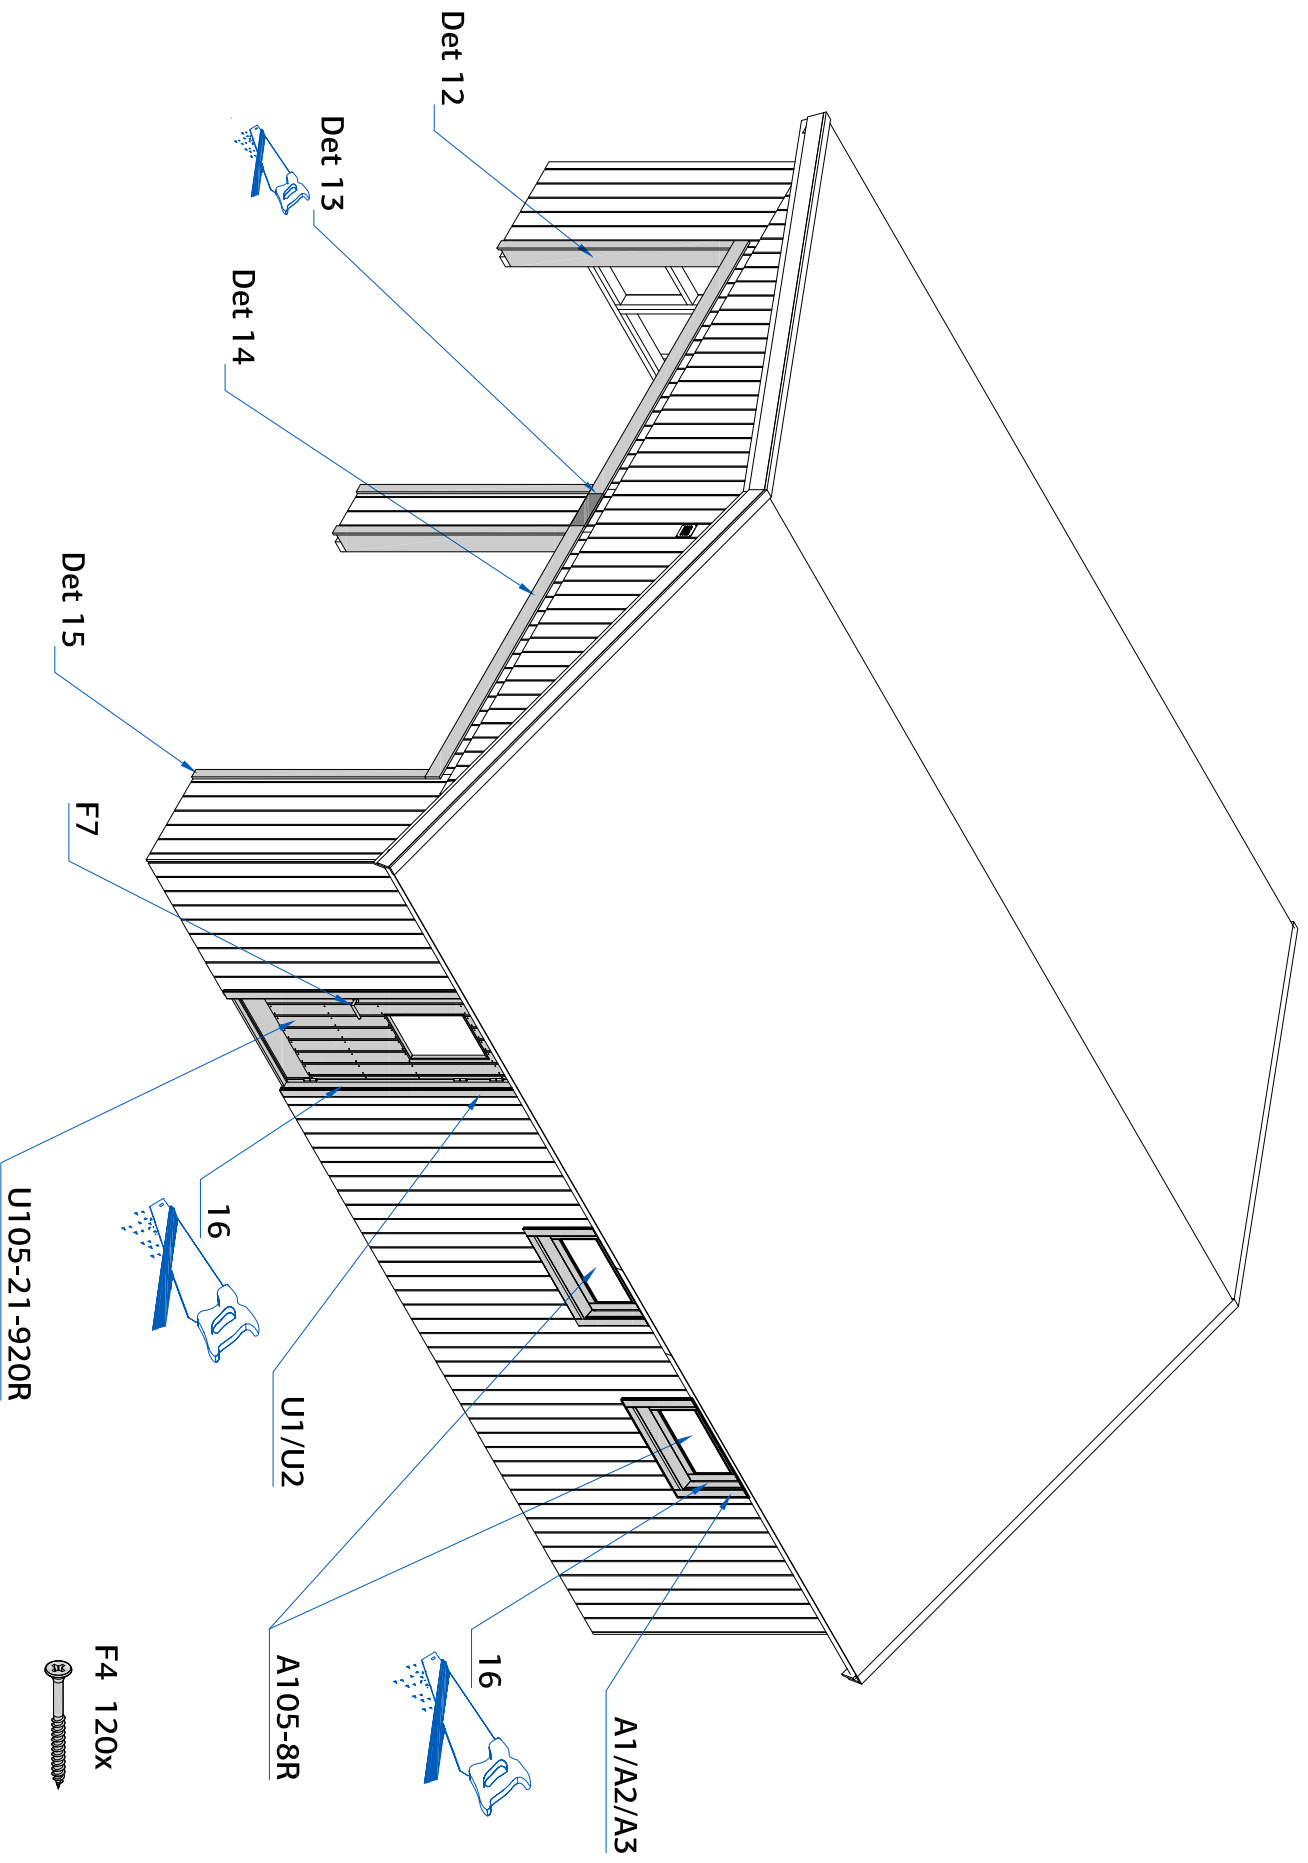 Det 12
Det 13
Det 14
Det 15
F7
U105-21-920R
16
U1/U2
A105-8R
16
A1/A2/A3
F4 120x